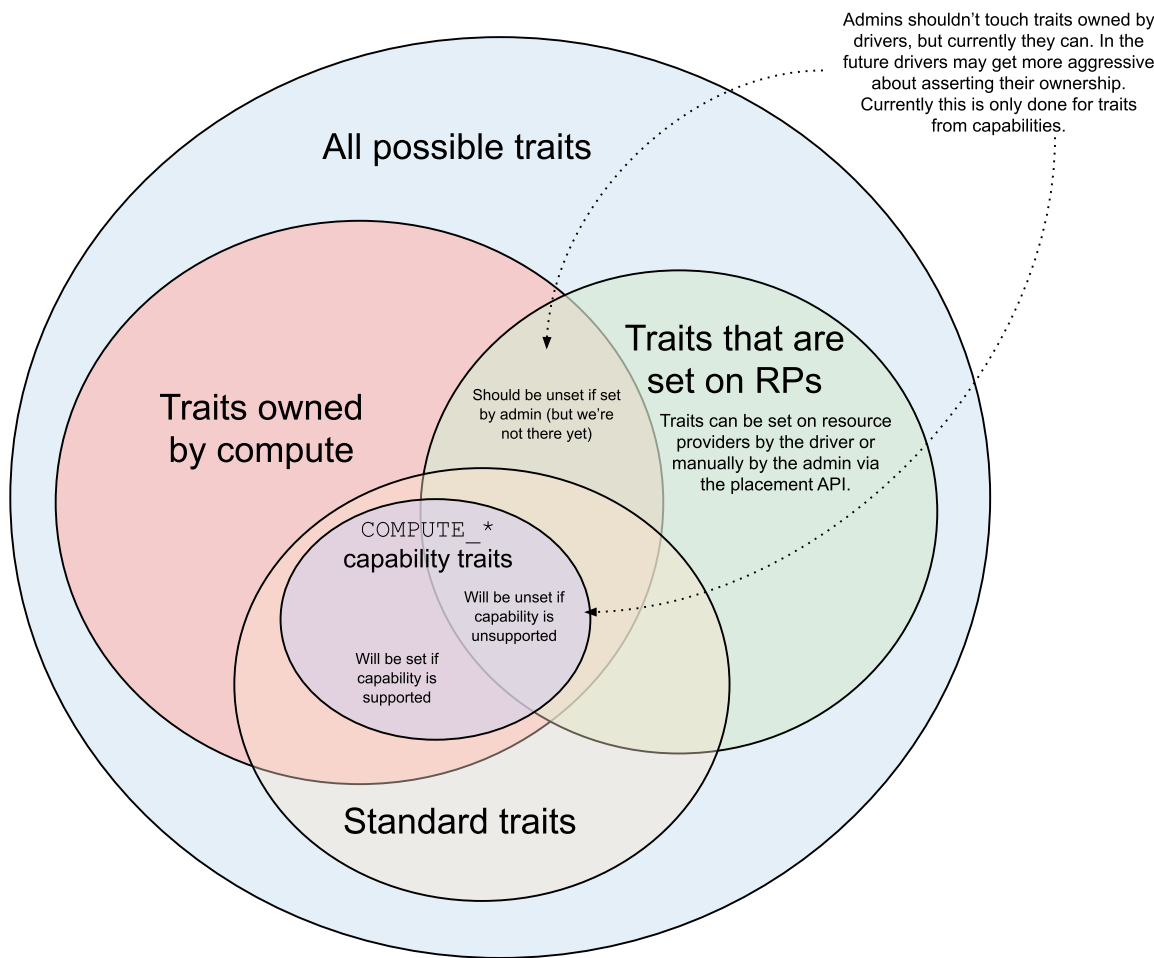 Admins shouldn’t touch traits owned by
drivers, but currently they can. In the
future drivers may get more aggressive
about asserting their ownership.
Currently this is only done for traits
from capabilities.
All possible traits
Traits that are
set on RPs
Traits can be set on resource
providers by the driver or
manually by the admin via
the placement API.
Traits owned
by compute
Should be unset if set
by admin (but we’re
not there yet)
COMPUTE_*
capability traits
Will be unset if
capability is
unsupported
Will be set if
capability is
supported
Standard traits